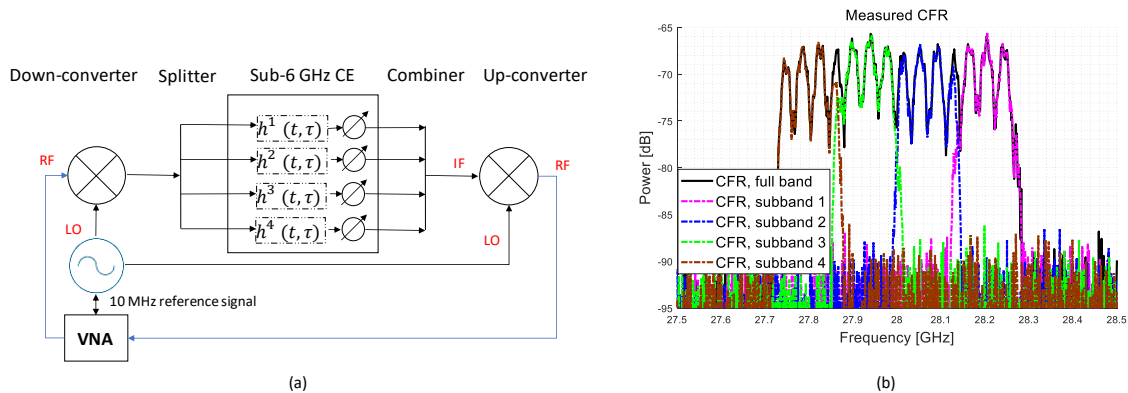 Down-converter Splitter Sub-6 GHz CE Combiner Up-converter
RF
LO
h¹ (t, τ)
h² (t, τ)
h³ (t, τ)
h⁴ (t, τ)
IF
RF
LO
10 MHz reference signal
VNA
(a)
Measured CFR
Power [dB]
-65
-70
-75
-80
-85
-90
-95
CFR, full band
CFR, subband 1
CFR, subband 2
CFR, subband 3
CFR, subband 4
27.5 27.6 27.7 27.8 27.9 28 28.1 28.2 28.3 28.4 28.5
Frequency [GHz]
(b)